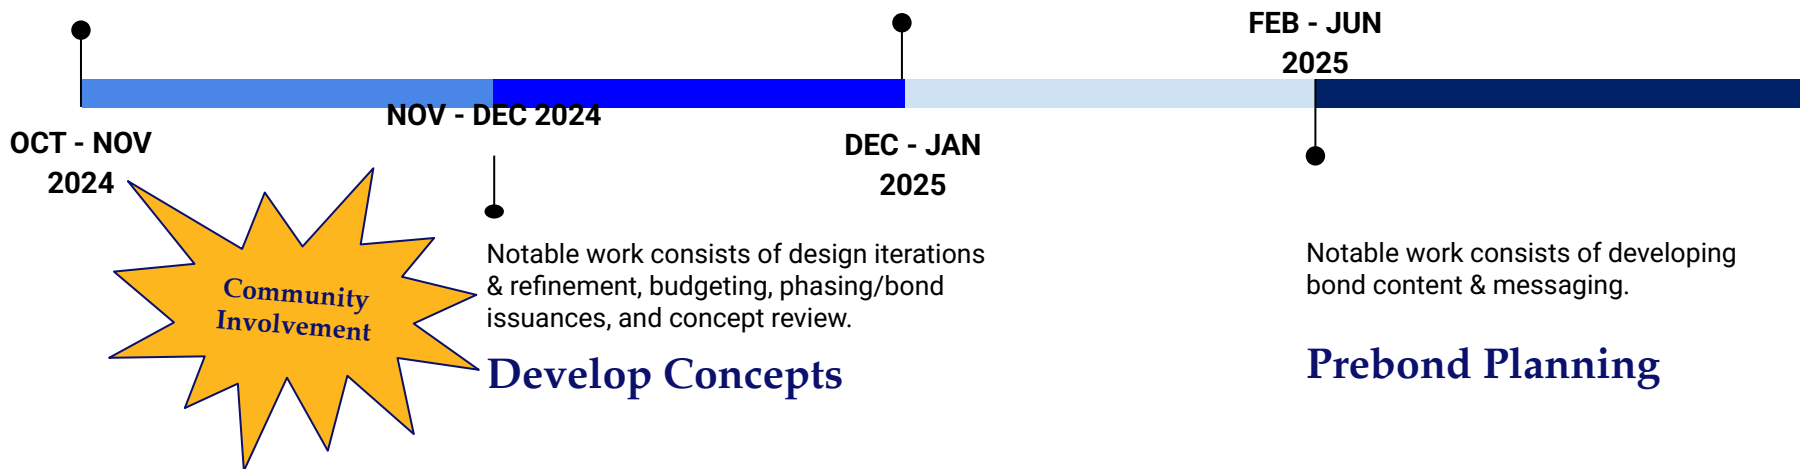 FEB - JUN
2025
NOV - DEC 2024
OCT - NOV
2024
DEC - JAN
2025
Community
Involvement
Notable work consists of design iterations
& refinement, budgeting, phasing/bond
issuances, and concept review.
Develop Concepts
Notable work consists of developing
bond content & messaging.
Prebond Planning